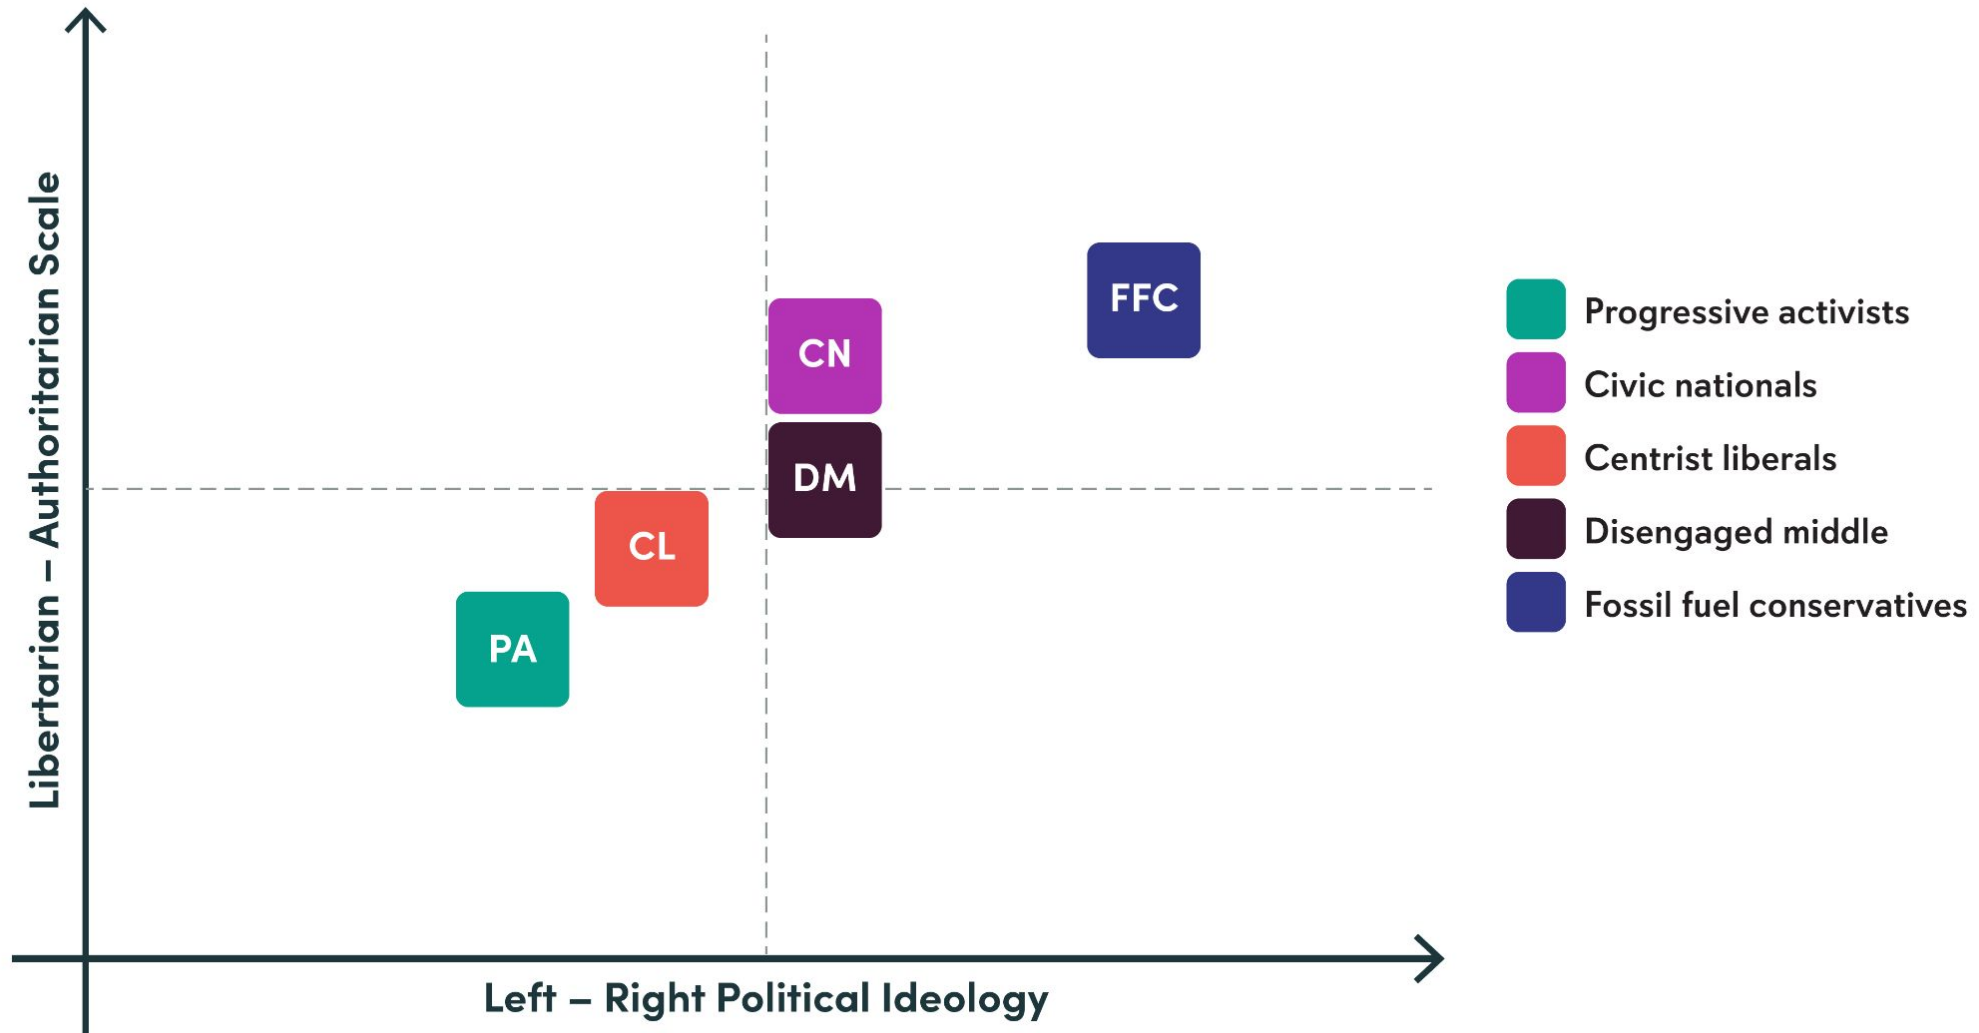 Libertarian – Authoritarian Scale
FFC
CN
DM
CL
PA
Left – Right Political Ideology
Progressive activists
Civic nationals
Centrist liberals
Disengaged middle
Fossil fuel conservatives